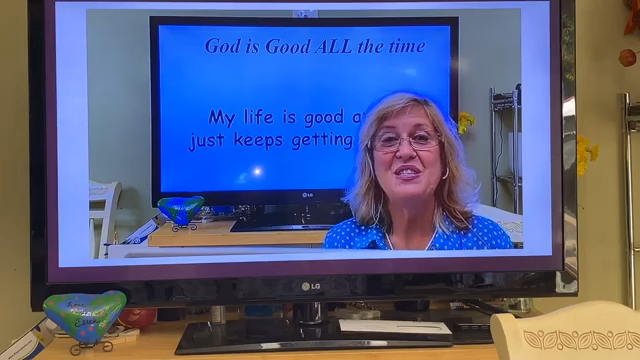 God is Good ALL the time
My life is good a
just keeps getting
LG
LG